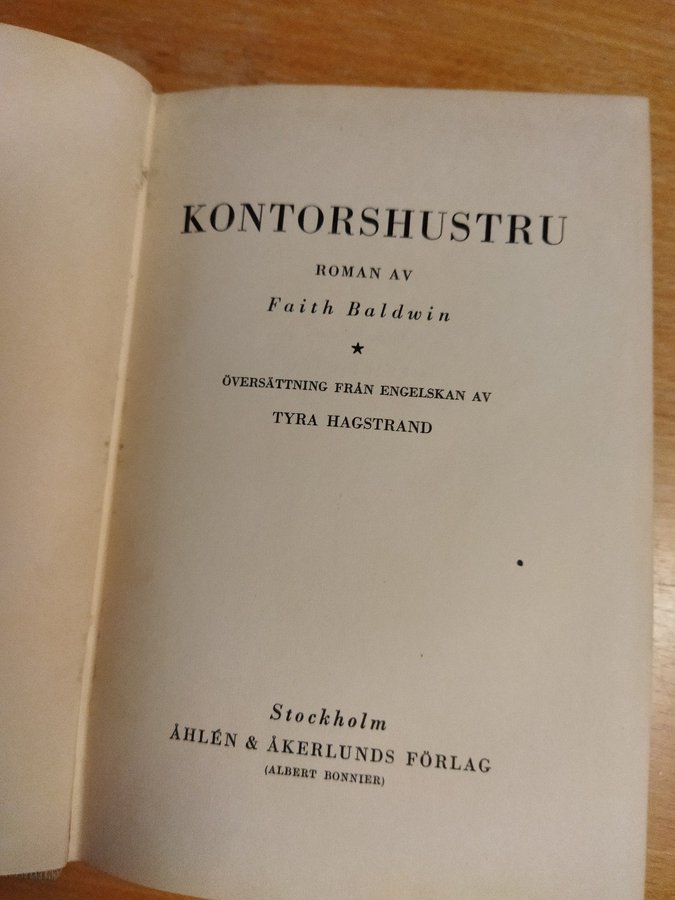 KONTORSHUSTRU
ROMAN AV
Faith Baldwin
★
ÖVERSÄTTNING FRÅN ENGELSKAN AV
TYRA HAGSTRAND
Stockholm
ÅHLÉN & ÅKERLUNDS FÖRLAG
(ALBERT BONNIER)